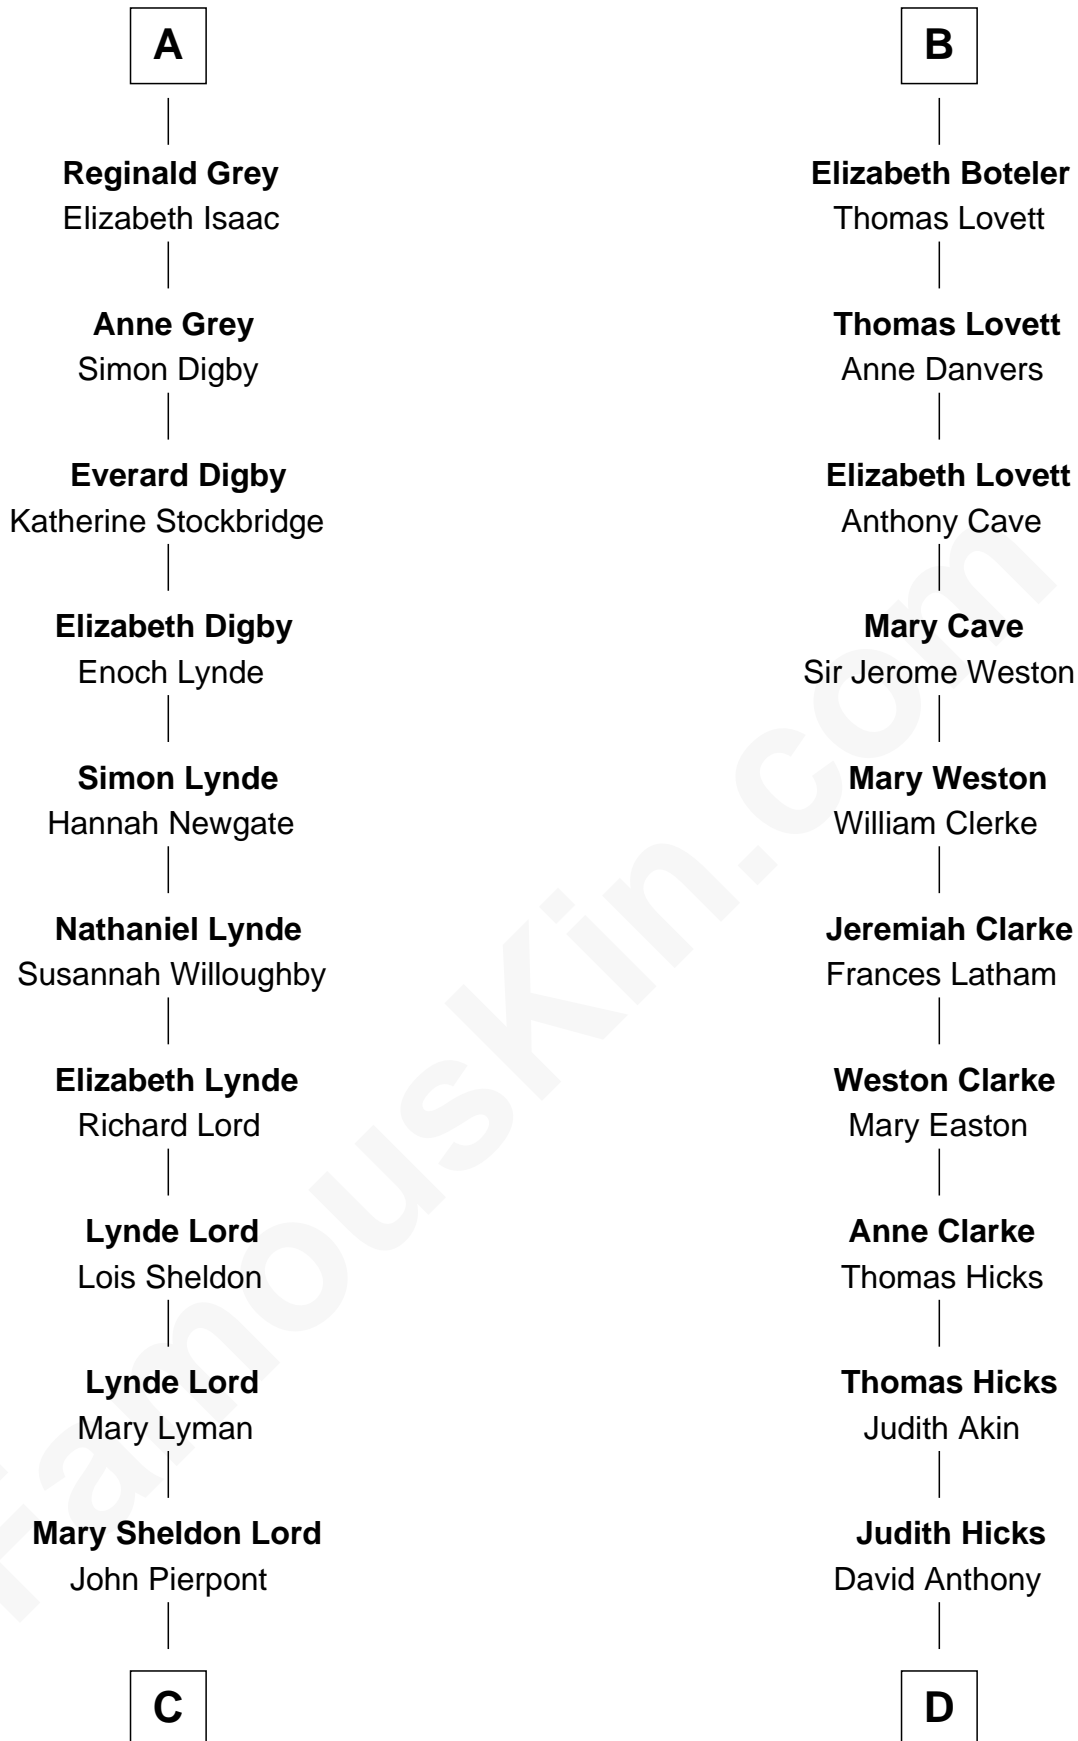 A
Reginald Grey
Elizabeth Isaac
Anne Grey
Simon Digby
Everard Digby
Katherine Stockbridge
Elizabeth Digby
Enoch Lynde
Simon Lynde
Hannah Newgate
Nathaniel Lynde
Susannah Willoughby
Elizabeth Lynde
Richard Lord
Lynde Lord
Lois Sheldon
Lynde Lord
Mary Lyman
Mary Sheldon Lord
John Pierpont
C
B
Elizabeth Boteler
Thomas Lovett
Thomas Lovett
Anne Danvers
Elizabeth Lovett
Anthony Cave
Mary Cave
Sir Jerome Weston
Mary Weston
William Clerke
Jeremiah Clarke
Frances Latham
Weston Clarke
Mary Easton
Anne Clarke
Thomas Hicks
Thomas Hicks
Judith Akin
Judith Hicks
David Anthony
D
FamousKin.com